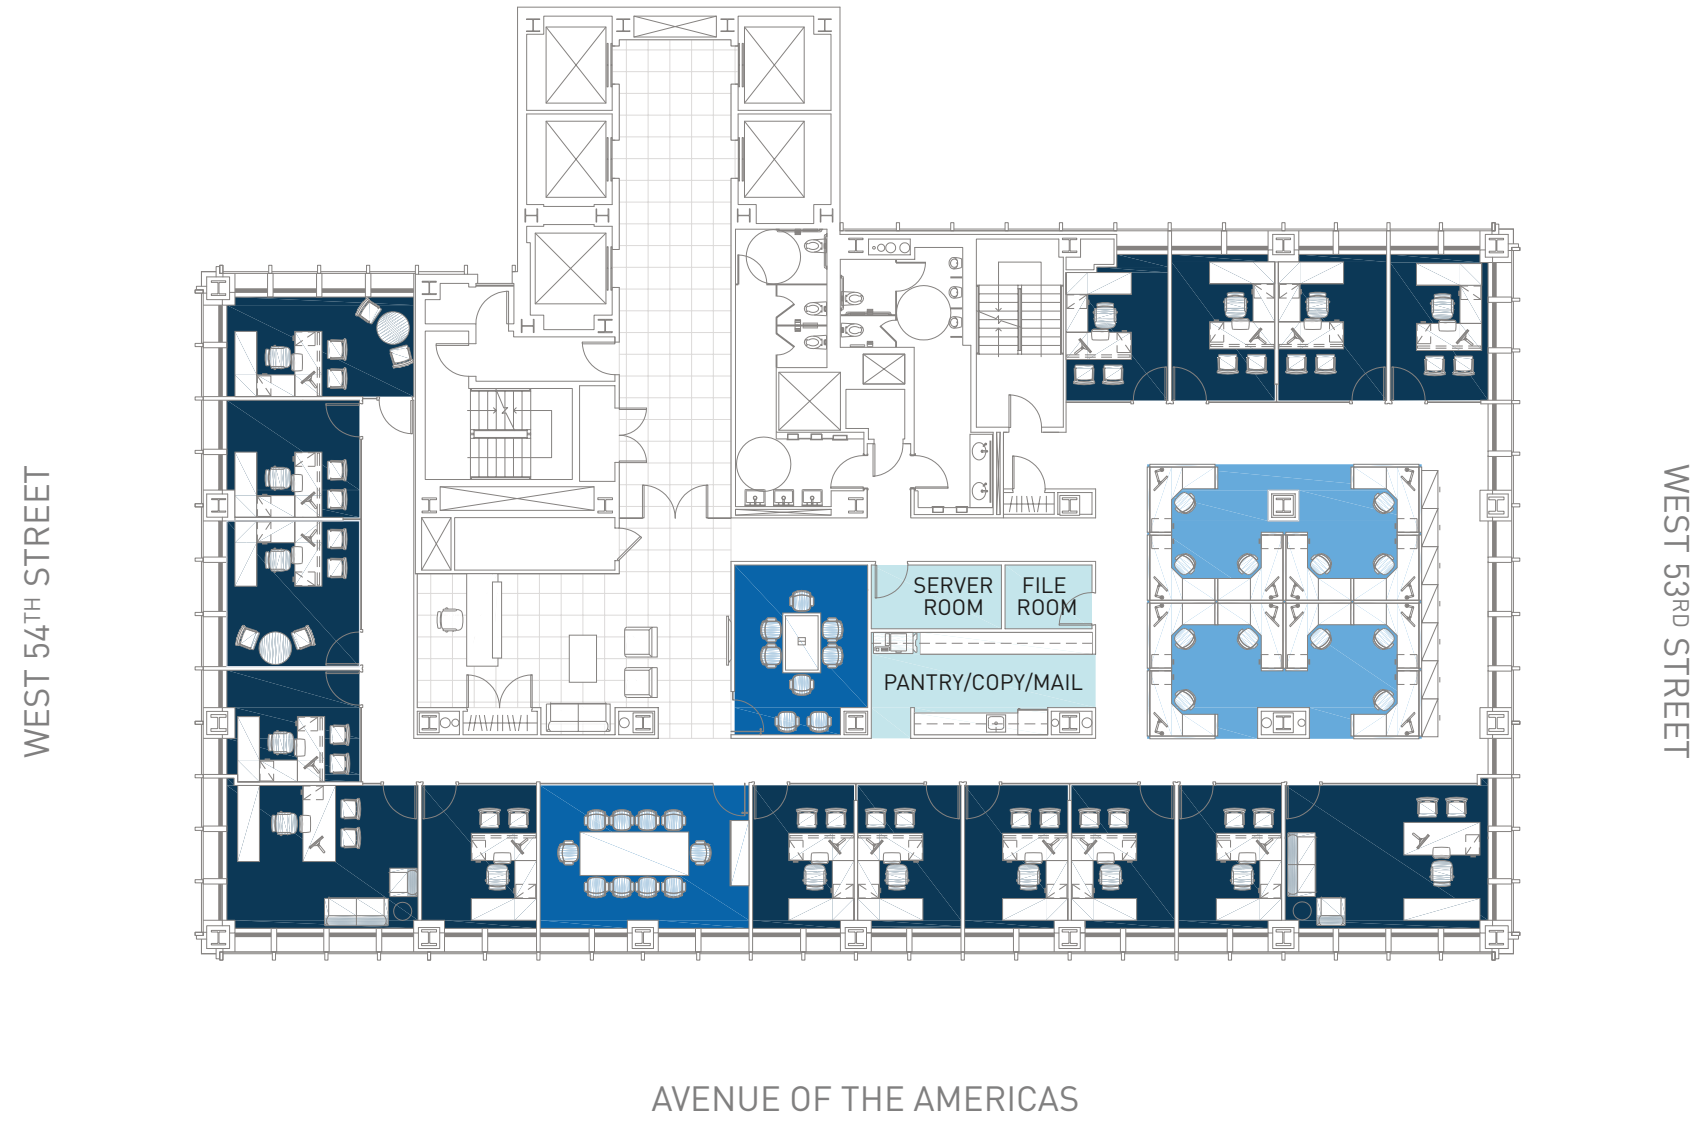 SERVER
ROOM
FILE
ROOM
PANTRY/COPY/MAIL
WEST 54TH STREET
WEST 53RD STREET
AVENUE OF THE AMERICAS